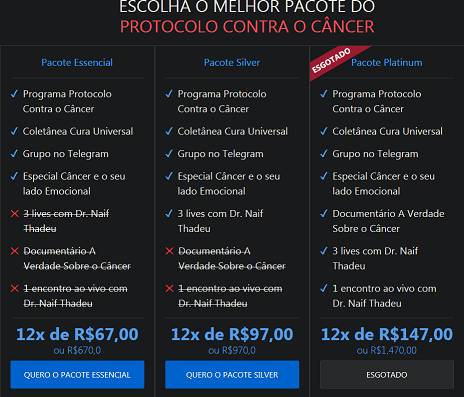 ESCOLHA O MELHOR PACOTE DO
PROTOCOLO CONTRA O CÂNCER
Pacote Essencial
Programa Protocolo
Contra o Câncer
Coletânea Cura Universal
Grupo no Telegram
Especial Câncer e o seu
lado Emocional
3 lives com Dr. Naif
Thadeu
Documentário A
Verdade Sobre o Câncer
1 encontro ao vivo com
Dr. Naif Thadeu
12x de R$67,00
ou R$670,0
QUERO O PACOTE ESSENCIAL
Pacote Silver
Programa Protocolo
Contra o Câncer
Coletânea Cura Universal
Grupo no Telegram
Especial Câncer e o seu
lado Emocional
3 lives com Dr. Naif
Thadeu
Documentário A
Verdade Sobre o Câncer
1 encontro ao vivo com
Dr. Naif Thadeu
12x de R$97,00
ou R$970,0
QUERO O PACOTE SILVER
ESGOTADO
Pacote Platinum
Programa Protocolo
Contra o Câncer
Coletânea Cura Universal
Grupo no Telegram
Especial Câncer e o seu
lado Emocional
Documentário A Verdade
Sobre o Câncer
3 lives com Dr. Naif
Thadeu
1 encontro ao vivo com
Dr. Naif Thadeu
12x de R$147,00
ou R$1,470,00
ESGOTADO